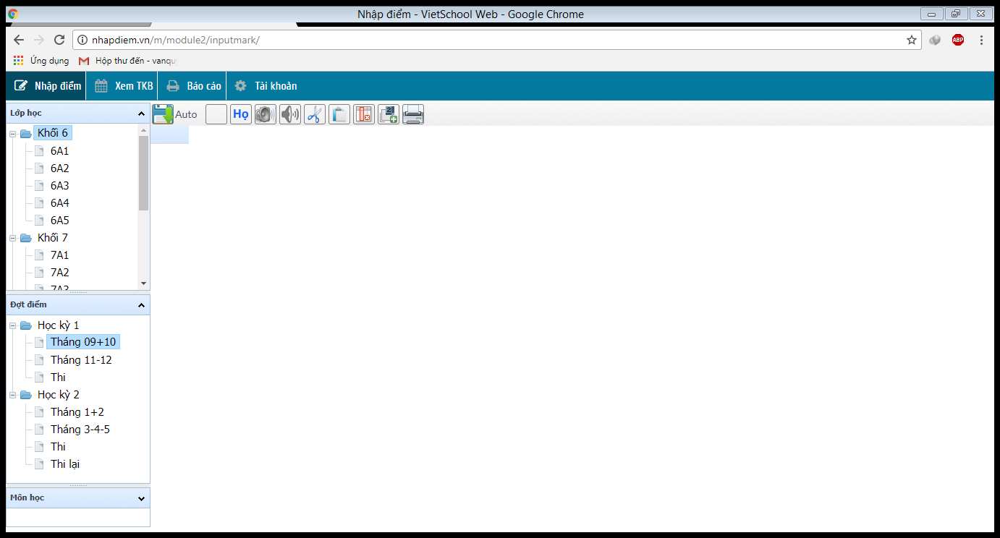 Nhập điểm - VietSchool Web - Google Chrome
nhapdiem.vn/m/module2/inputmark/
ABP
Ứng dụng Hộp thư đến - vanqu
Nhập điểm Xem TKB Báo cáo Tài khoản
Lớp học
Auto Họ 2
Khối 6
6A1
6A2
6A3
6A4
6A5
Khối 7
7A1
7A2
7A3
Đợt điểm
Học kỳ 1
Tháng 09+10
Tháng 11-12
Thi
Học kỳ 2
Tháng 1+2
Tháng 3-4-5
Thi
Thi lại
Môn học